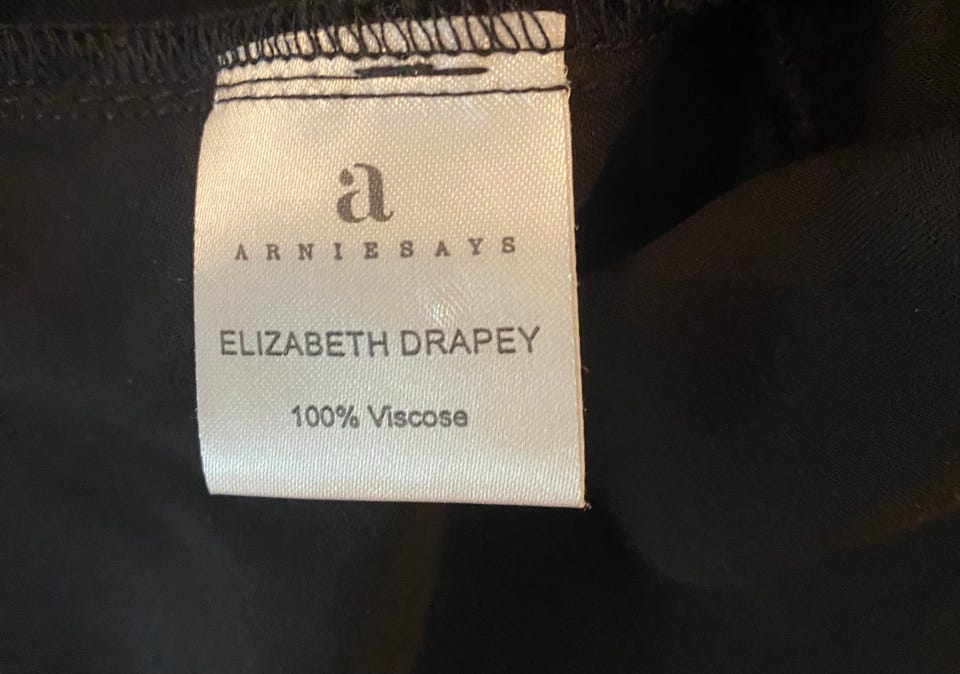 a
ARNIESAYS
ELIZABETH DRAPEY
100% Viscose